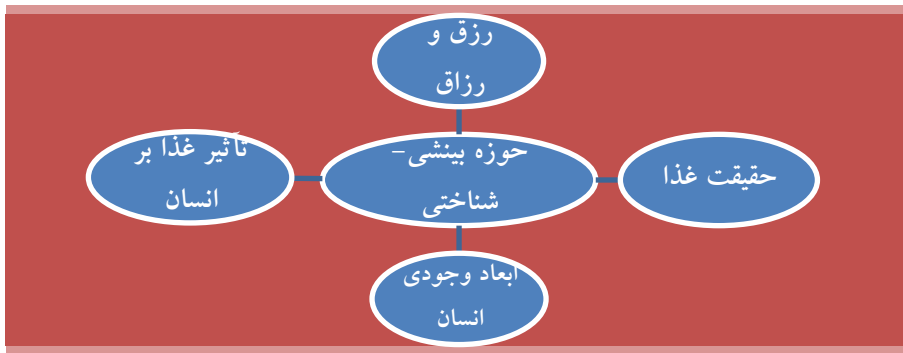 رزق و
رزاق
حوزه بینشی-
شناختی
حقیقت غذا
تأثیر غذا بر
انسان
ابعاد وجودی
انسان